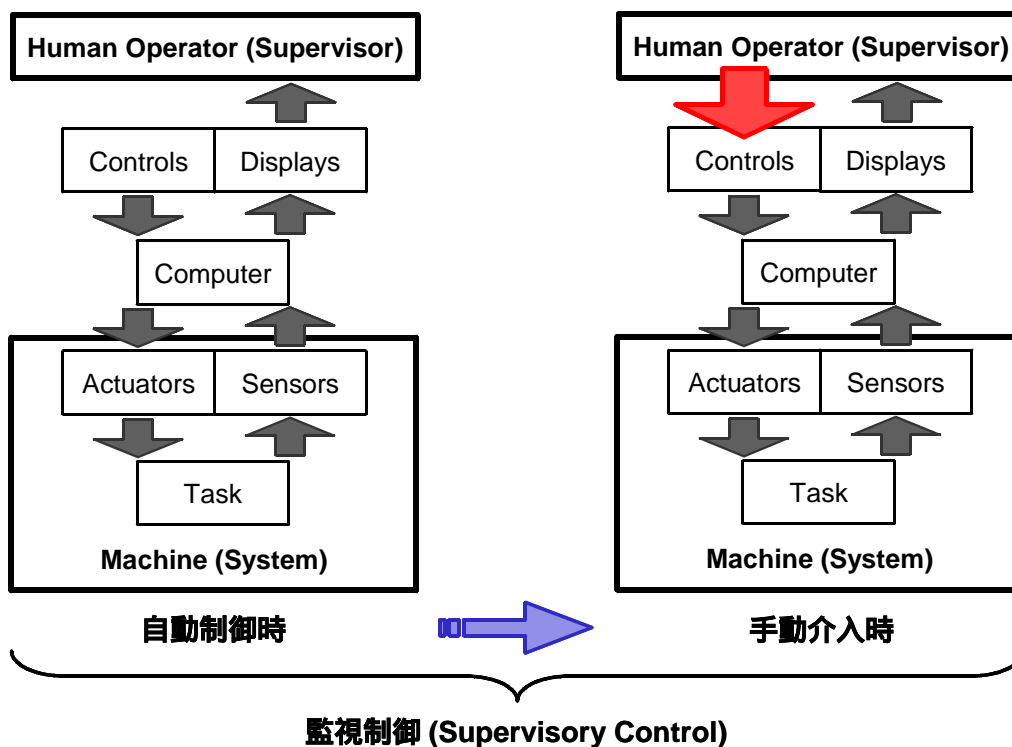 Human Operator (Supervisor)
Controls
Displays
Computer
Actuators
Sensors
Task
Machine (System)
自動制御時
Human Operator (Supervisor)
Controls
Displays
Computer
Actuators
Sensors
Task
Machine (System)
手動介入時
監視制御 (Supervisory Control)